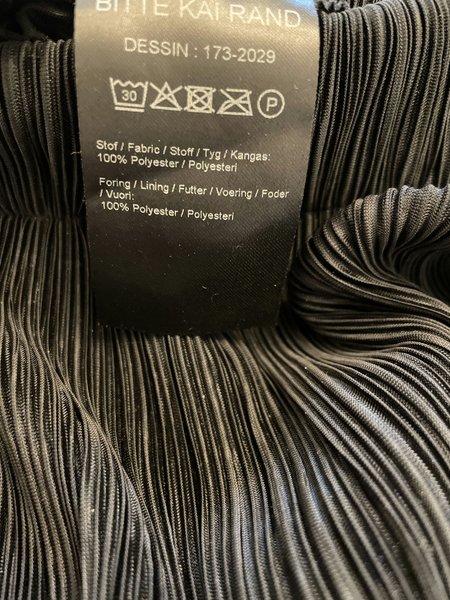 BITTE KAI RAND
DESSIN : 173-2029
30 P
Stof / Fabric / Stoff / Tyg / Kangas:
100% Polyester / Polyesteri
Foring / Lining / Futter / Voering / Foder
/ Vuori:
100% Polyester / Polyesteri